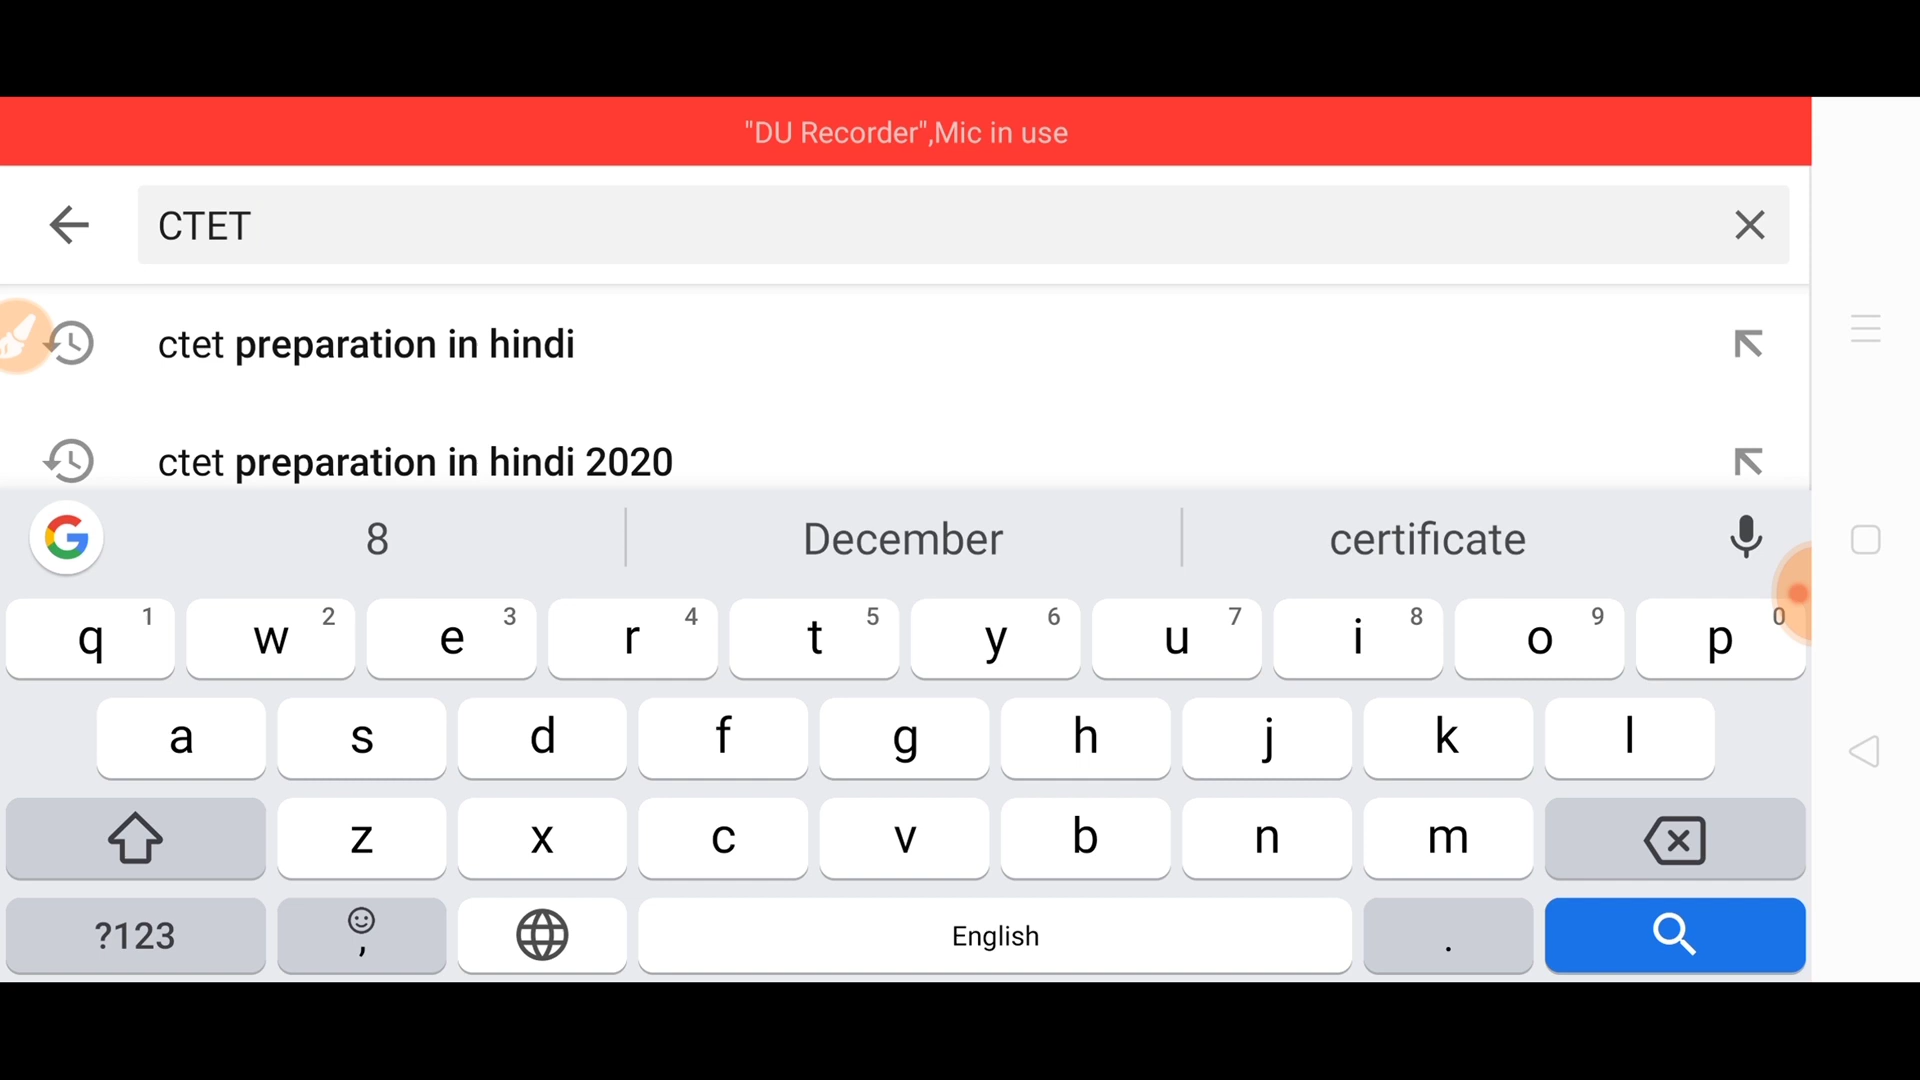 "DU Recorder",Mic in use
CTET
ctet preparation in hindi
ctet preparation in hindi 2020
8 December certificate
q 1 w 2 e 3 r 4 t 5 y 6 u 7 i 8 o 9 p 0
a s d f g h j k l
z x c v b n m
?123 , English .